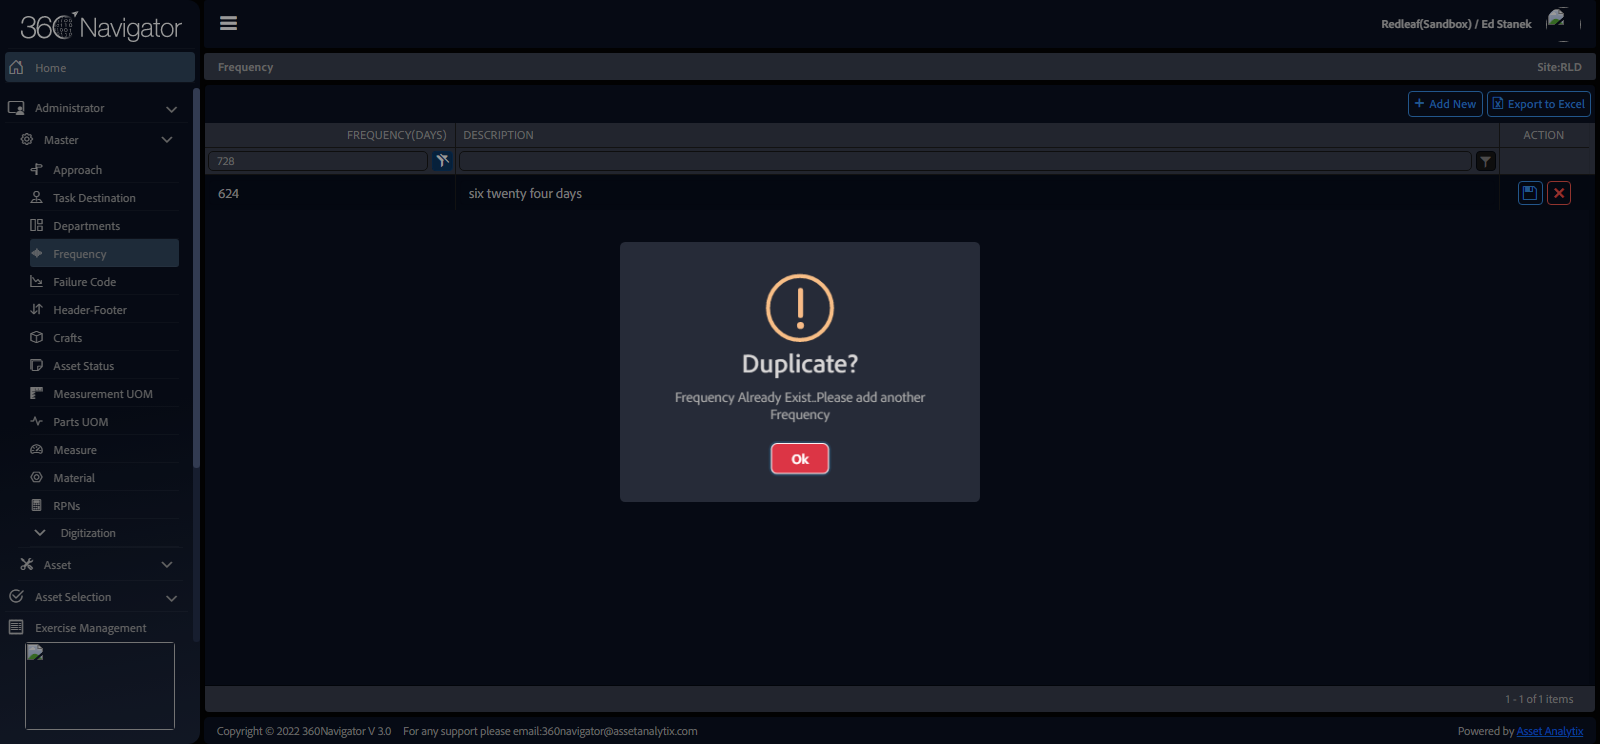 360 Navigator
Redleaf(Sandbox) / Ed Stanek
Home
Frequency
Site:RLD
Administrator
Master
Approach
Task Destination
Departments
Frequency
Failure Code
Header-Footer
Crafts
Asset Status
Measurement UOM
Parts UOM
Measure
Material
RPNs
Digitization
Asset
Asset Selection
Exercise Management
+ Add New
Export to Excel
FREQUENCY(DAYS)
DESCRIPTION
ACTION
728
624
six twenty four days
Duplicate?
Frequency Already Exist..Please add another
Frequency
Ok
1 - 1 of 1 items
Copyright © 2022 360Navigator V 3.0
For any support please email:360navigator@assetanalytix.com
Powered by Asset Analytix